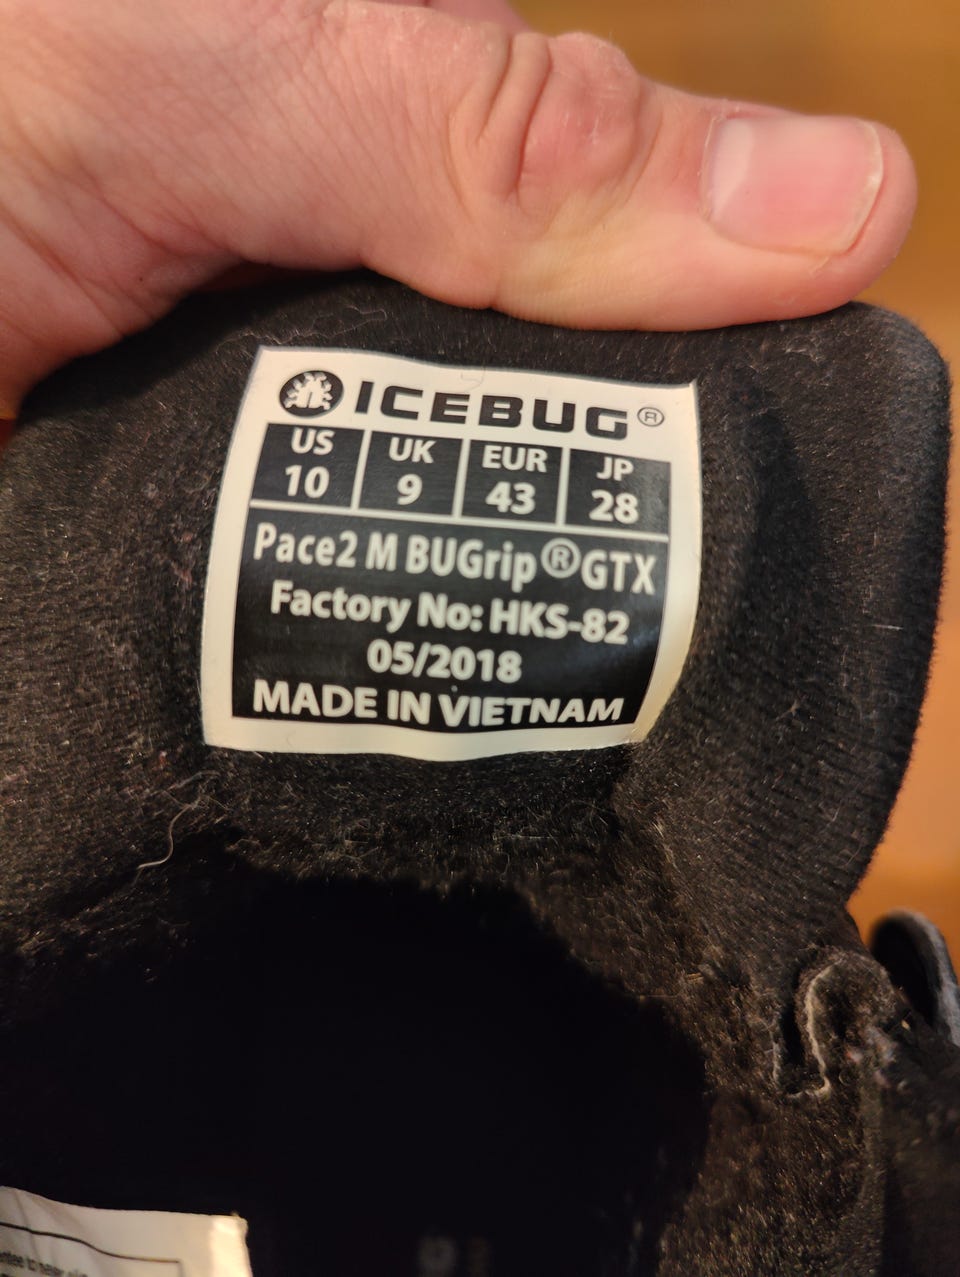 ICEBUG®
US UK EUR JP
10 9 43 28
Pace2 M BUGrip®GTX
Factory No: HKS-82
05/2018
MADE IN VIETNAM